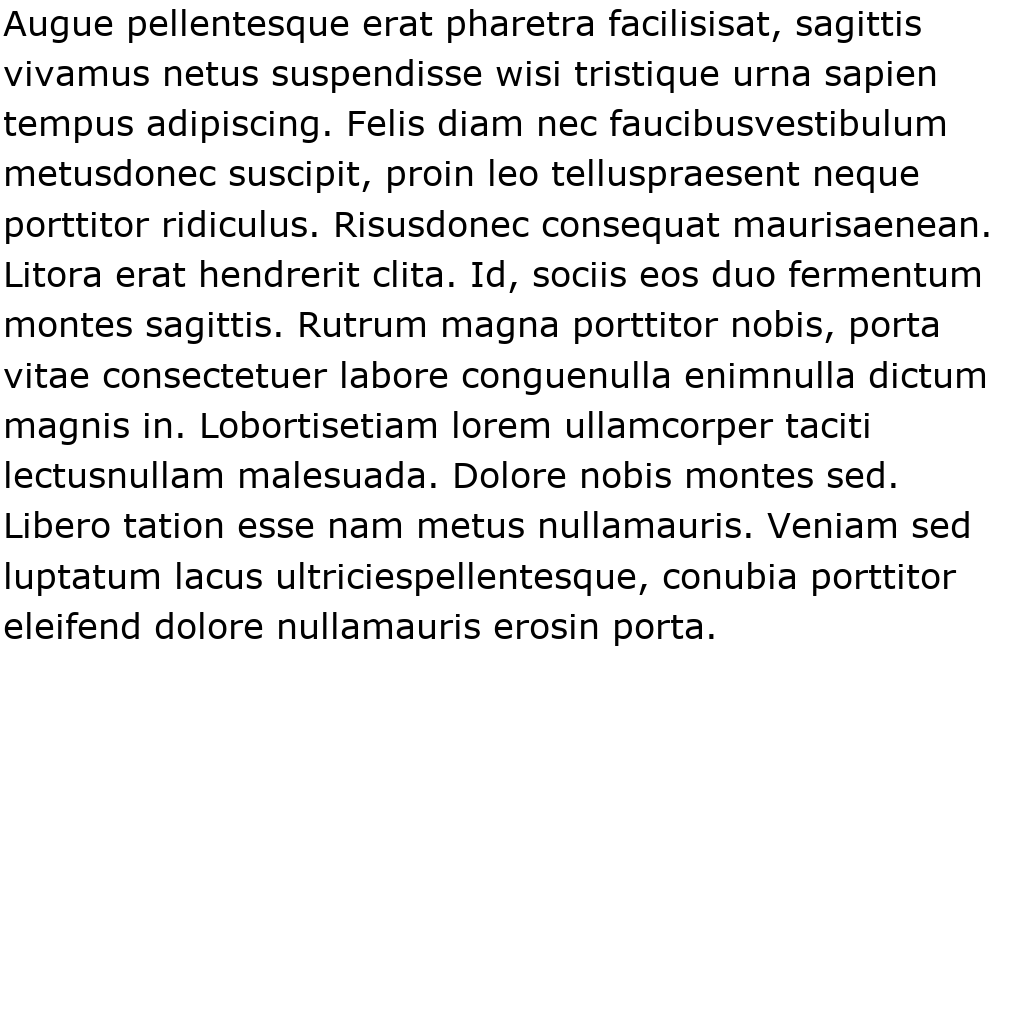 Augue pellentesque erat pharetra facilisisat, sagittis
vivamus netus suspendisse wisi tristique urna sapien
tempus adipiscing. Felis diam nec faucibusvestibulum
metusdonec suscipit, proin leo telluspraesent neque
porttitor ridiculus. Risusdonec consequat maurisaenean.
Litora erat hendrerit clita. Id, sociis eos duo fermentum
montes sagittis. Rutrum magna porttitor nobis, porta
vitae consectetuer labore conguenulla enimnulla dictum
magnis in. Lobortisetiam lorem ullamcorper taciti
lectusnullam malesuada. Dolore nobis montes sed.
Libero tation esse nam metus nullamauris. Veniam sed
luptatum lacus ultriciespellentesque, conubia porttitor
eleifend dolore nullamauris erosin porta.